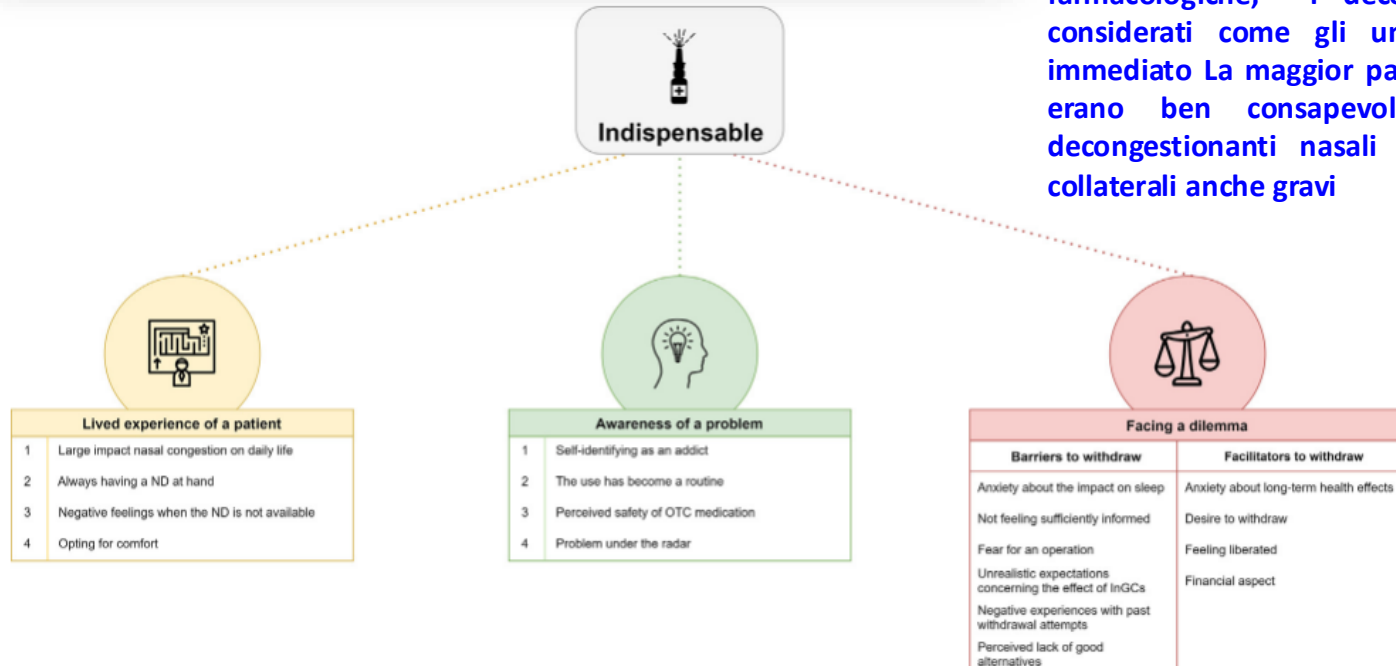 farmacologiche, i
considerati come gli
immediato La maggior
erano ben
decongestionanti nasali
collaterali anche gravi
Indispensable
Lived experience of a patient
1 Large impact nasal congestion on daily life
2 Always having a ND at hand
3 Negative feelings when the ND is not available
4 Opting for comfort
Awareness of a problem
1 Self-identifying as an addict
2 The use has become a routine
3 Perceived safety of OTC medication
4 Problem under the radar
Facing a dilemma
Barriers to withdraw
Anxiety about the impact on sleep
Not feeling sufficiently informed
Fear for an operation
Unrealistic expectations
concerning the effect of InGCs
Negative experiences with past
withdrawal attempts
Perceived lack of good
alternatives
Facilitators to withdraw
Anxiety about long-term health effects
Desire to withdraw
Feeling liberated
Financial aspect